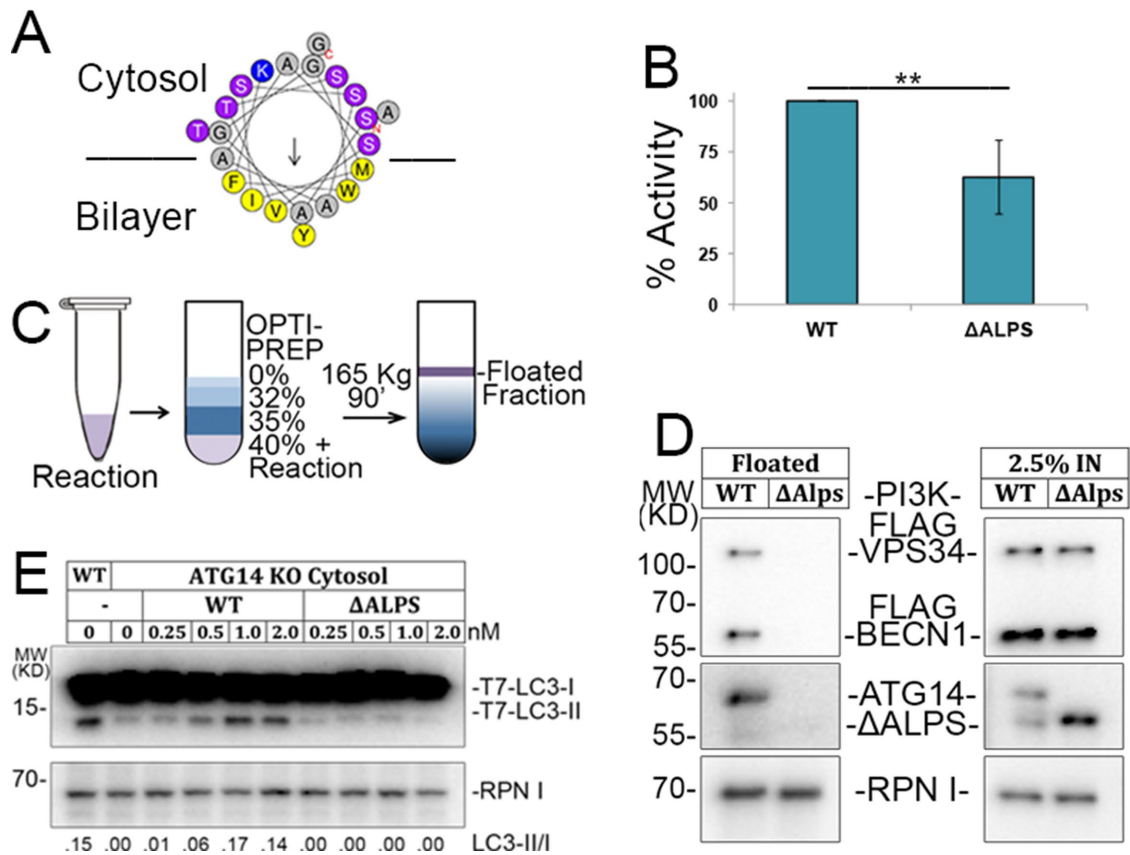 A
Cytosol
Bilayer
G
C
K A G
S S
T S
T S A
T G N
A S
F M
I W
V A A
Y
B
% Activity
100
75
50
25
0
**
WT ΔALPS
C
Reaction
OPTI-
PREP
0%
32%
35%
40% +
Reaction
165 Kg
90'
-Floated
Fraction
D
Floated
WT ΔAlps
MW
(KD)
100-
70-
55-
70-
55-
70-
-PI3K-
FLAG
-VPS34-
FLAG
-BECN1-
-ATG14-
-ΔALPS-
-RPN I-
2.5% IN
WT ΔAlps
E
WT ATG14 KO Cytosol
- WT ΔALPS
0 0 0.25 0.5 1.0 2.0 0.25 0.5 1.0 2.0 nM
MW
(KD)
15-
-T7-LC3-I
-T7-LC3-II
70-
-RPN I
.15 .00 .01 .06 .17 .14 .00 .00 .00 .00 LC3-II/I